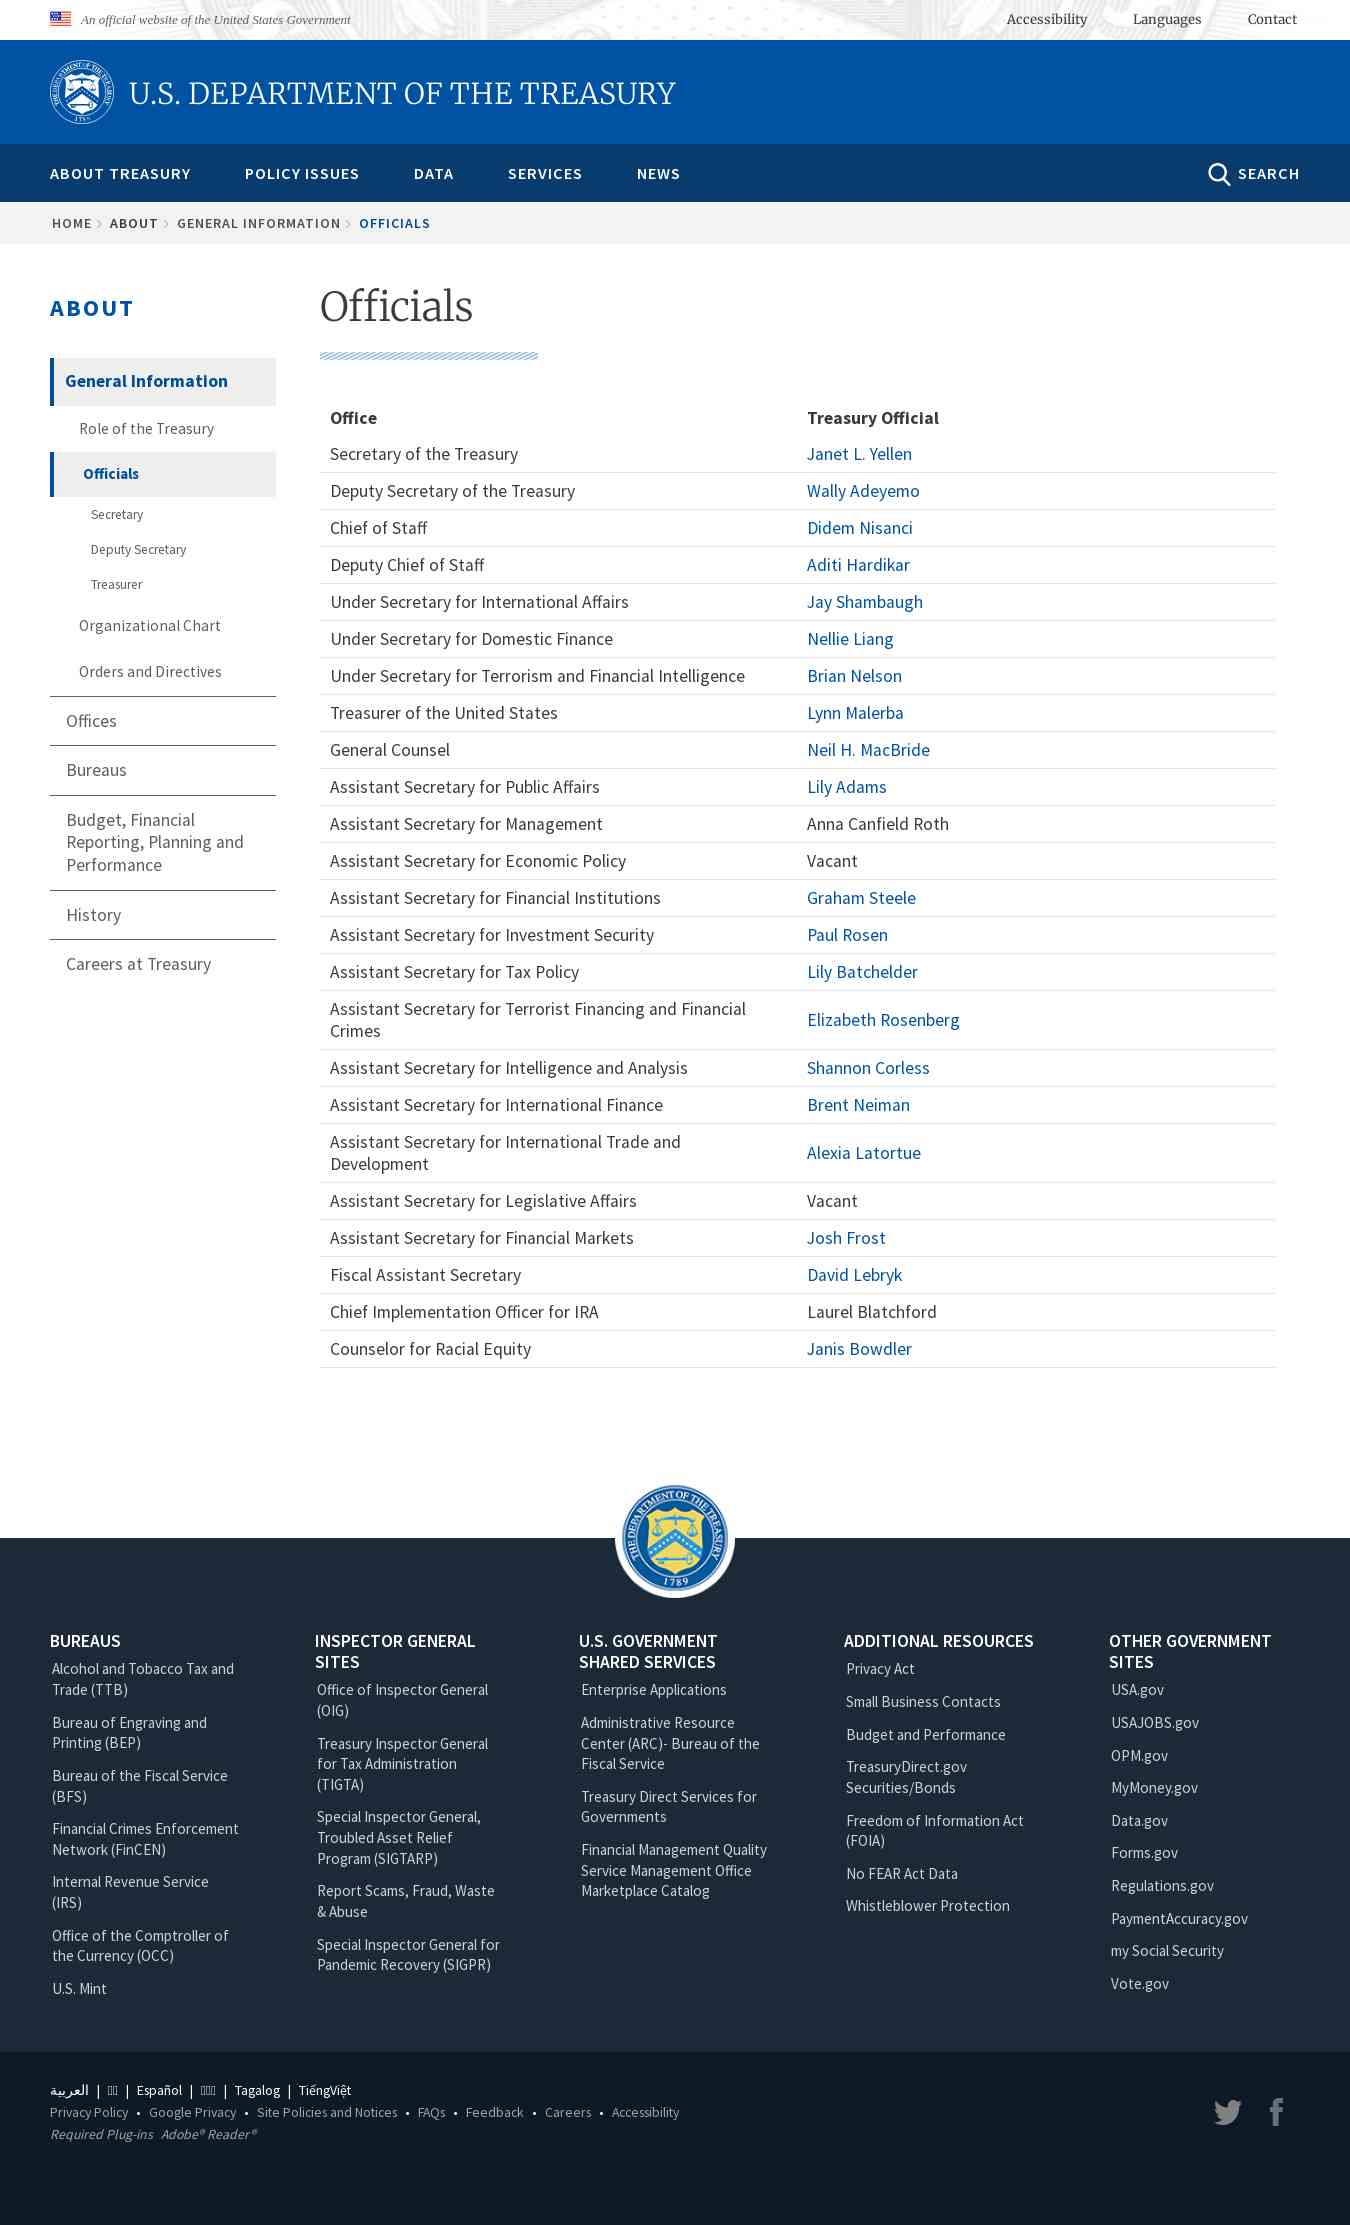 An official website of the United States Government
Accessibility Languages Contact
U.S. DEPARTMENT OF THE TREASURY
ABOUT TREASURY POLICY ISSUES DATA SERVICES NEWS SEARCH
HOME ABOUT GENERAL INFORMATION OFFICIALS
ABOUT
General Information
Role of the Treasury
Officials
Secretary
Deputy Secretary
Treasurer
Organizational Chart
Orders and Directives
Offices
Bureaus
Budget, Financial
Reporting, Planning and
Performance
History
Careers at Treasury
Officials
Office Treasury Official
Secretary of the Treasury Janet L. Yellen
Deputy Secretary of the Treasury Wally Adeyemo
Chief of Staff Didem Nisanci
Deputy Chief of Staff Aditi Hardikar
Under Secretary for International Affairs Jay Shambaugh
Under Secretary for Domestic Finance Nellie Liang
Under Secretary for Terrorism and Financial Intelligence Brian Nelson
Treasurer of the United States Lynn Malerba
General Counsel Neil H. MacBride
Assistant Secretary for Public Affairs Lily Adams
Assistant Secretary for Management Anna Canfield Roth
Assistant Secretary for Economic Policy Vacant
Assistant Secretary for Financial Institutions Graham Steele
Assistant Secretary for Investment Security Paul Rosen
Assistant Secretary for Tax Policy Lily Batchelder
Assistant Secretary for Terrorist Financing and Financial
Crimes Elizabeth Rosenberg
Assistant Secretary for Intelligence and Analysis Shannon Corless
Assistant Secretary for International Finance Brent Neiman
Assistant Secretary for International Trade and
Development Alexia Latortue
Assistant Secretary for Legislative Affairs Vacant
Assistant Secretary for Financial Markets Josh Frost
Fiscal Assistant Secretary David Lebryk
Chief Implementation Officer for IRA Laurel Blatchford
Counselor for Racial Equity Janis Bowdler
THE DEPARTMENT OF THE TREASURY
1789
BUREAUS
Alcohol and Tobacco Tax and
Trade (TTB)
Bureau of Engraving and
Printing (BEP)
Bureau of the Fiscal Service
(BFS)
Financial Crimes Enforcement
Network (FinCEN)
Internal Revenue Service
(IRS)
Office of the Comptroller of
the Currency (OCC)
U.S. Mint
INSPECTOR GENERAL
SITES
Office of Inspector General
(OIG)
Treasury Inspector General
for Tax Administration
(TIGTA)
Special Inspector General,
Troubled Asset Relief
Program (SIGTARP)
Report Scams, Fraud, Waste
& Abuse
Special Inspector General for
Pandemic Recovery (SIGPR)
U.S. GOVERNMENT
SHARED SERVICES
Enterprise Applications
Administrative Resource
Center (ARC)- Bureau of the
Fiscal Service
Treasury Direct Services for
Governments
Financial Management Quality
Service Management Office
Marketplace Catalog
ADDITIONAL RESOURCES
Privacy Act
Small Business Contacts
Budget and Performance
TreasuryDirect.gov
Securities/Bonds
Freedom of Information Act
(FOIA)
No FEAR Act Data
Whistleblower Protection
OTHER GOVERNMENT
SITES
USA.gov
USAJOBS.gov
OPM.gov
MyMoney.gov
Data.gov
Forms.gov
Regulations.gov
PaymentAccuracy.gov
my Social Security
Vote.gov
العربية | | Español | | Tagalog | TiếngViệt
Privacy Policy • Google Privacy • Site Policies and Notices • FAQs • Feedback • Careers • Accessibility
Required Plug-ins Adobe® Reader®